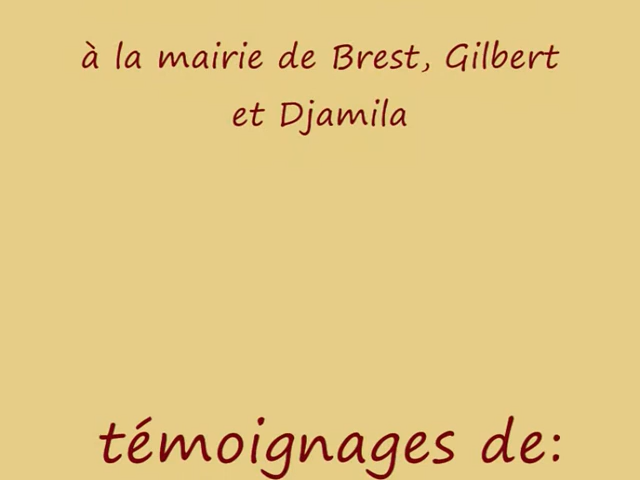 à la mairie de Brest, Gilbert
et Djamila
témoignages de: